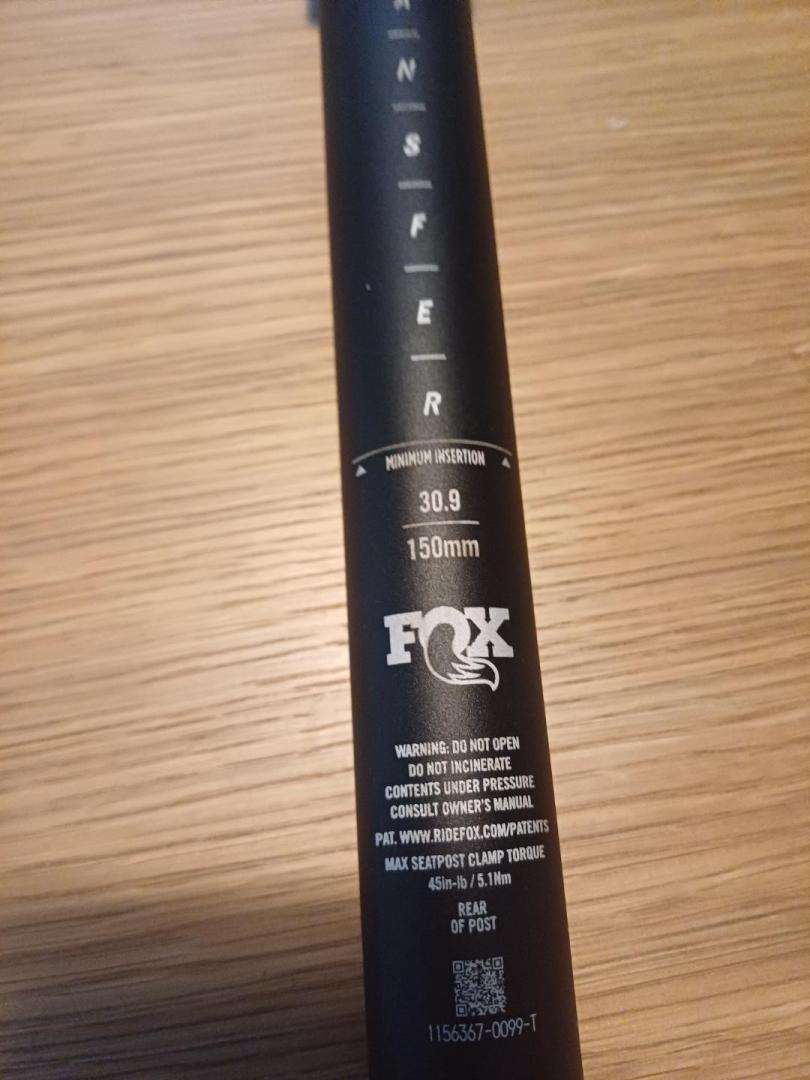 N
S
F
E
R
MINIMUM INSERTION
30.9
150mm
FOX
WARNING: DO NOT OPEN
DO NOT INCINERATE
CONTENTS UNDER PRESSURE
CONSULT OWNER'S MANUAL
PAT. WWW.RIDEFOX.COM/PATENTS
MAX SEATPOST CLAMP TORQUE
45in-lb / 5.1Nm
REAR
OF POST
1156367-0099-T